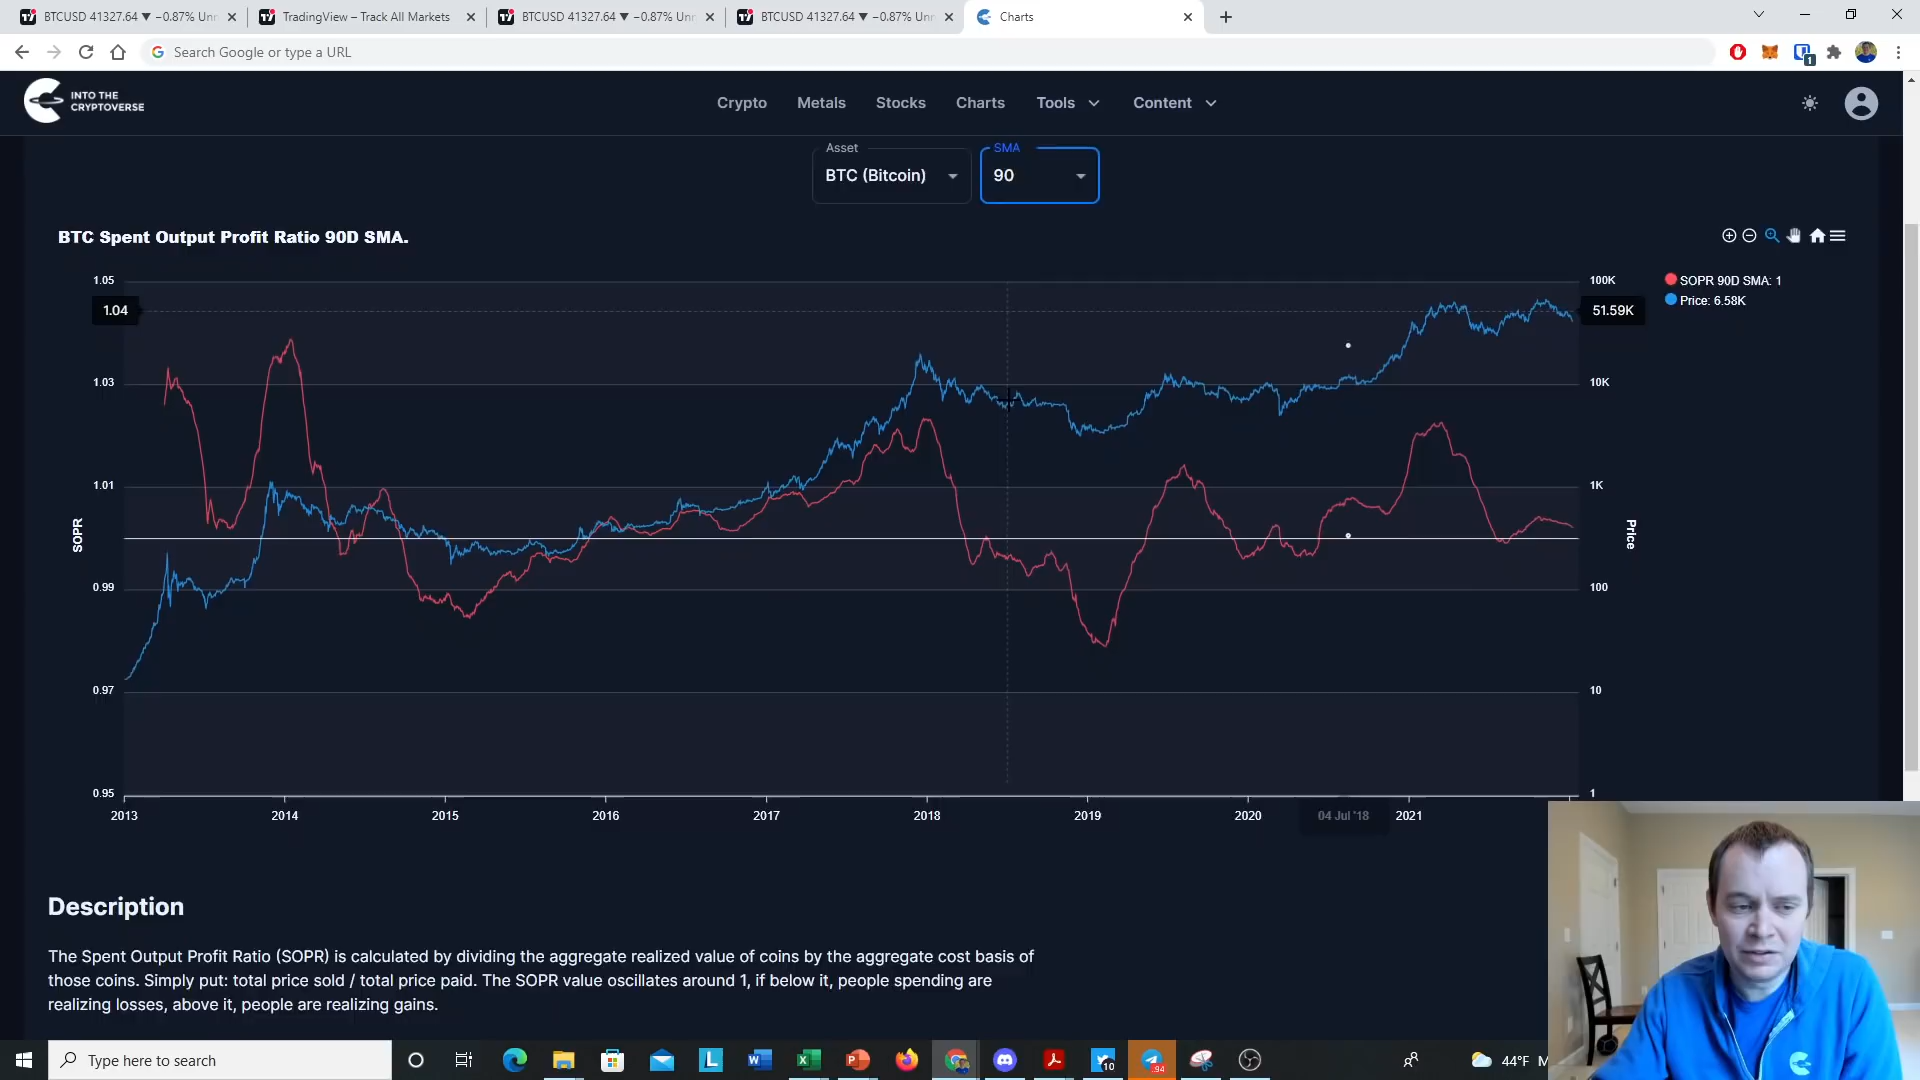 BTCUSD 41327.64 ▼ −0.87% Unn
TradingView – Track All Markets
BTCUSD 41327.64 ▼ −0.87% Unn
BTCUSD 41327.64 ▼ −0.87% Unn
Charts
Search Google or type a URL
1
INTO THE
CRYPTOVERSE
Crypto
Metals
Stocks
Charts
Tools
Content
Asset
BTC (Bitcoin)
SMA
90
BTC Spent Output Profit Ratio 90D SMA.
SOPR 90D SMA: 1
Price: 6.58K
1.05
1.04
1.03
1.01
0.99
0.97
0.95
SOPR
100K
51.59K
10K
1K
100
10
1
Price
2013
2014
2015
2016
2017
2018
2019
2020
04 Jul '18
2021
Description
The Spent Output Profit Ratio (SOPR) is calculated by dividing the aggregate realized value of coins by the aggregate cost basis of
those coins. Simply put: total price sold / total price paid. The SOPR value oscillates around 1, if below it, people spending are
realizing losses, above it, people are realizing gains.
Type here to search
10
94
44°F M